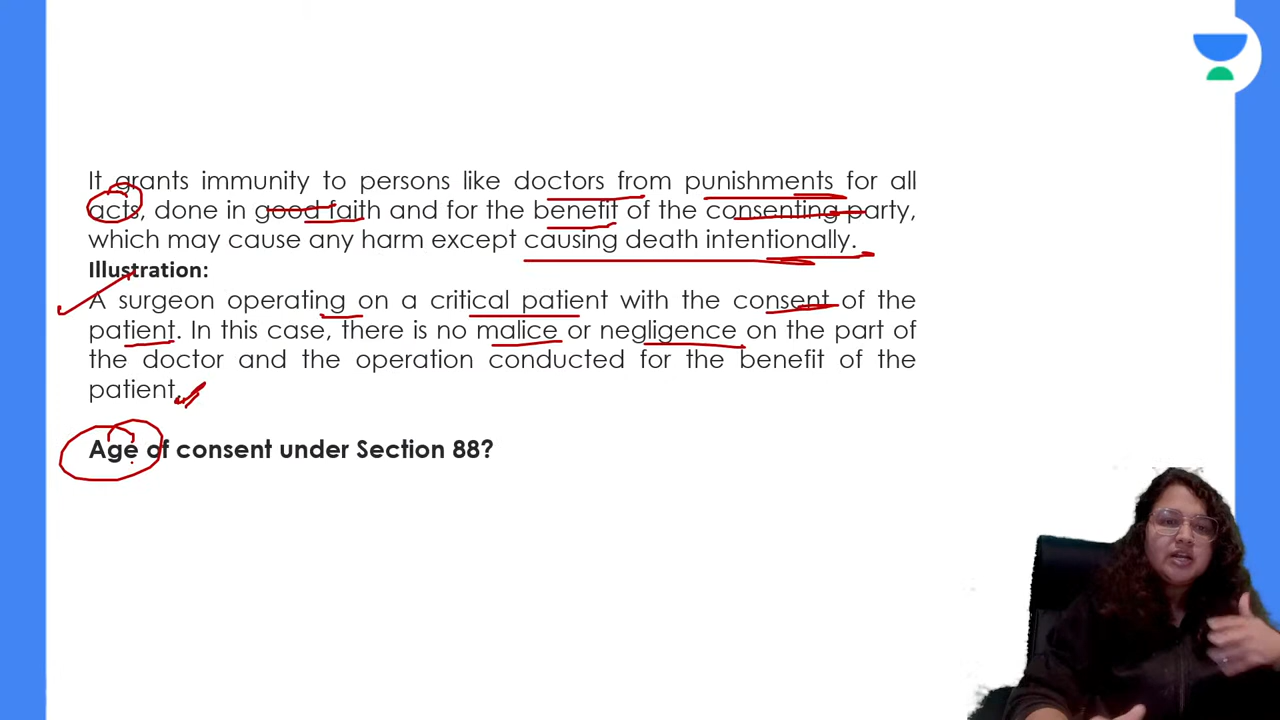 It grants immunity to persons like doctors from punishments for all
acts, done in good faith and for the benefit of the consenting party,
which may cause any harm except causing death intentionally.
Illustration:
A surgeon operating on a critical patient with the consent of the
patient. In this case, there is no malice or negligence on the part of
the doctor and the operation conducted for the benefit of the
patient.
Age of consent under Section 88?